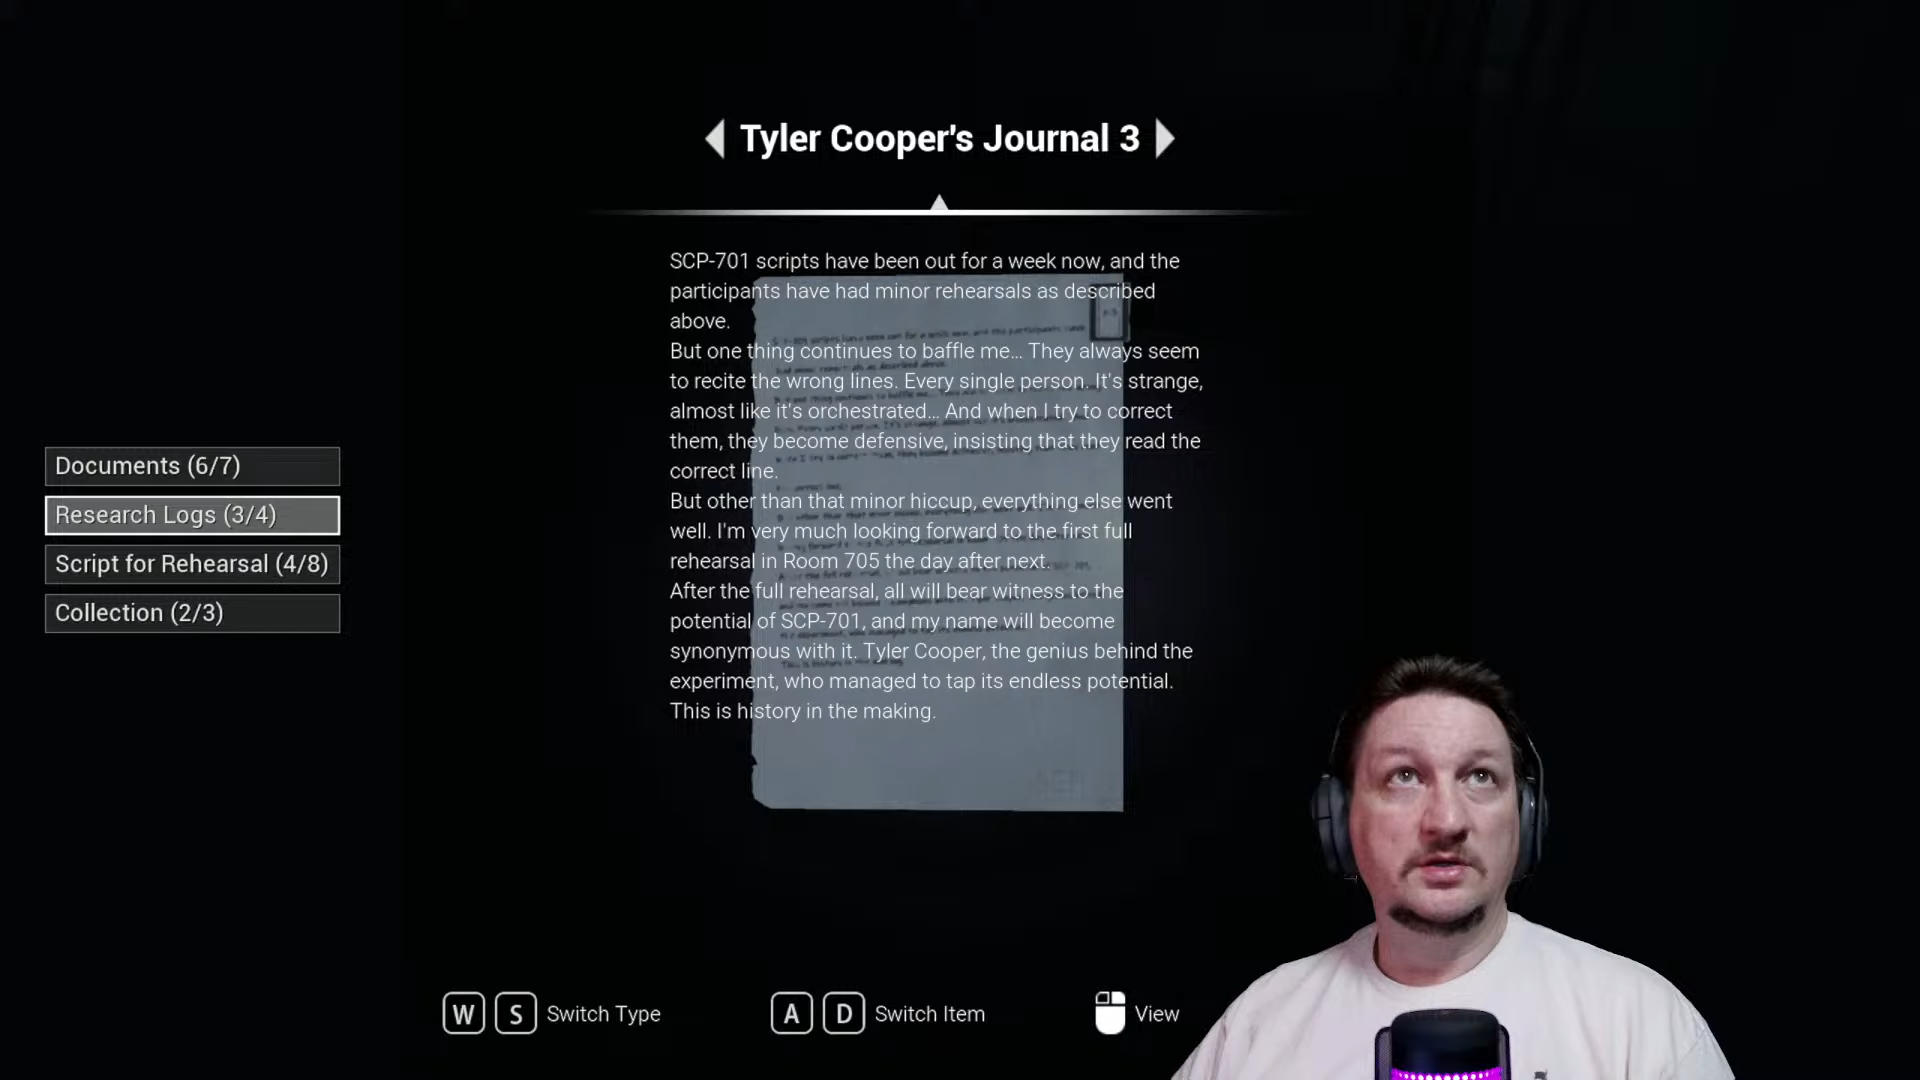 Tyler Cooper's Journal 3
SCP-701 scripts have been out for a week now, and the
participants have had minor rehearsals as described
above.
But one thing continues to baffle me... They always seem
to recite the wrong lines. Every single person. It's strange,
almost like it's orchestrated... And when I try to correct
them, they become defensive, insisting that they read the
correct line.
But other than that minor hiccup, everything else went
well. I'm very much looking forward to the first full
rehearsal in Room 705 the day after next.
After the full rehearsal, all will bear witness to the
potential of SCP-701, and my name will become
synonymous with it. Tyler Cooper, the genius behind the
experiment, who managed to tap its endless potential.
This is history in the making.
Documents (6/7)
Research Logs (3/4)
Script for Rehearsal (4/8)
Collection (2/3)
W S Switch Type
A D Switch Item
View